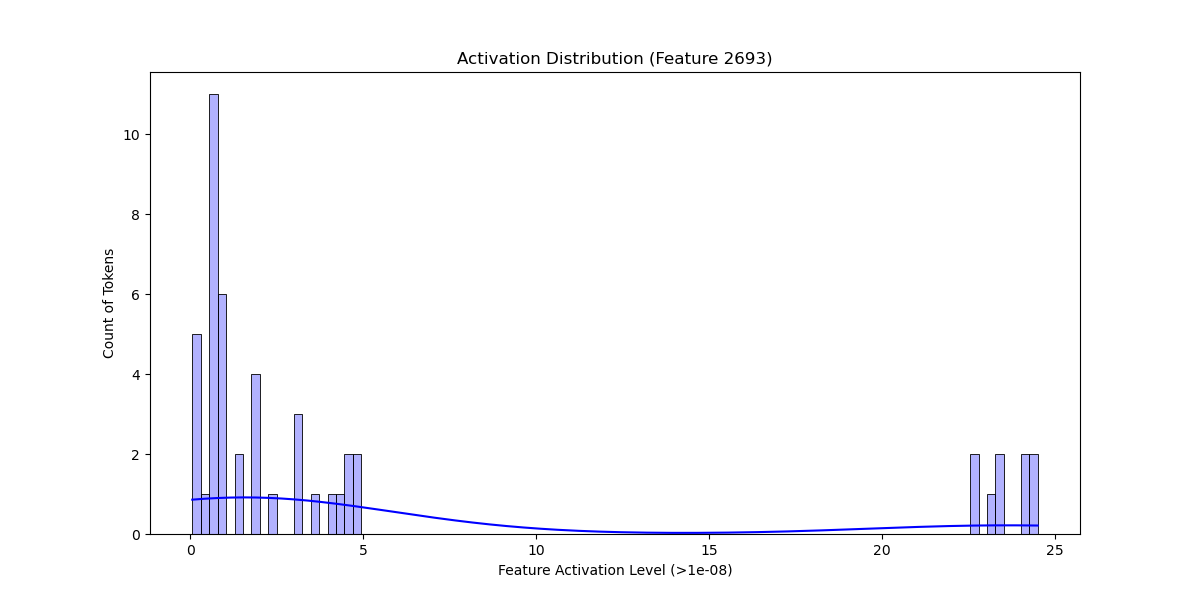 Activation Distribution (Feature 2693)
Count of Tokens
10
8
6
4
2
0
0 5 10 15 20 25
Feature Activation Level (>1e-08)